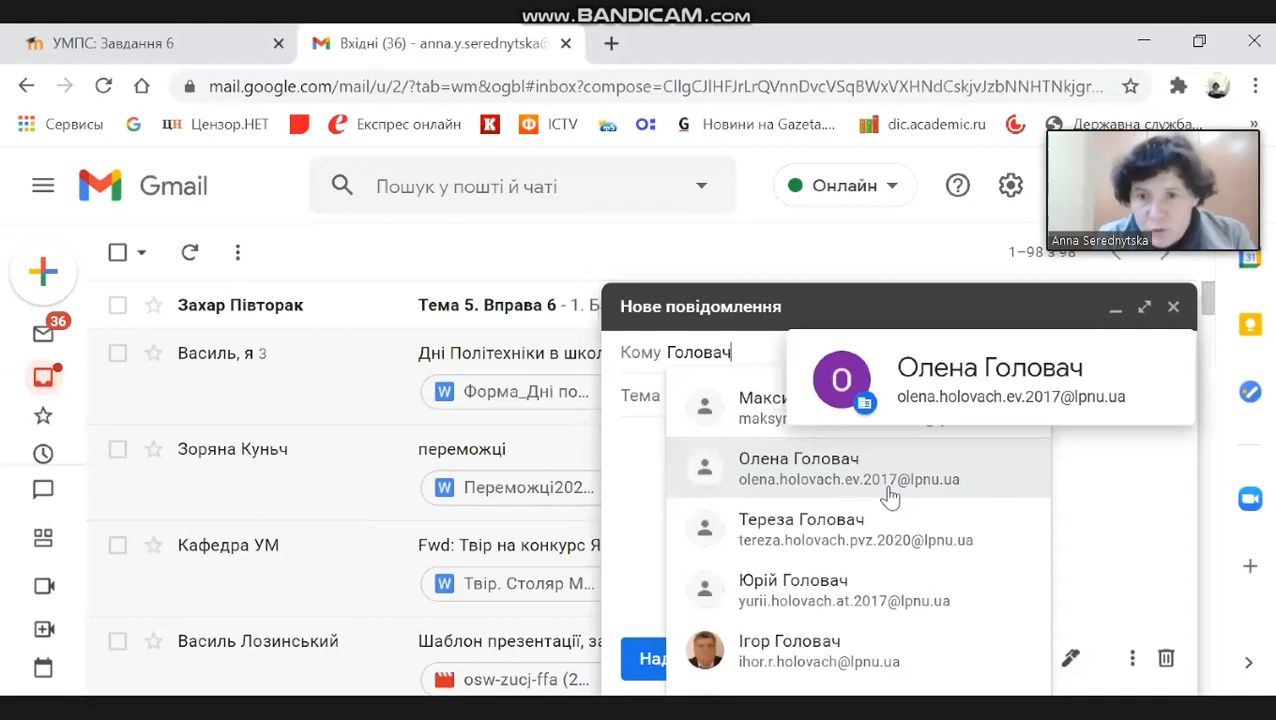 www.BANDICAM.com
УМПС: Завдання 6
Вхідні (36) - anna.y.serednytska@
mail.google.com/mail/u/2/?tab=wm&ogbl#inbox?compose=CllgCJlHFJrLrQVnnDvcVSqBWxVXHNdCskjvJzbNNHTNkjgr...
Сервисы
Цензор.НЕТ
Експрес онлайн
ICTV
Новини на Gazeta....
dic.academic.ru
Державна служба...
Gmail
Пошук у пошті й чаті
Онлайн
Anna Serednytska
1–98 з 98
31
36
Захар Півторак
Тема 5. Вправа 6 - 1. Б
Василь, я 3
Дні Політехніки в школ
Форма_Дні по...
Зоряна Куньч
переможці
Переможці202...
Кафедра УМ
Fwd: Твір на конкурс Я
Твір. Столяр М...
Василь Лозинський
Шаблон презентації, за
osw-zucj-ffa (2...
Нове повідомлення
Кому Головач
Тема
О
Олена Головач
olena.holovach.ev.2017@lpnu.ua
Макси
maksyr
Олена Головач
olena.holovach.ev.2017@lpnu.ua
Тереза Головач
tereza.holovach.pvz.2020@lpnu.ua
Юрій Головач
yurii.holovach.at.2017@lpnu.ua
Ігор Головач
ihor.r.holovach@lpnu.ua
Над